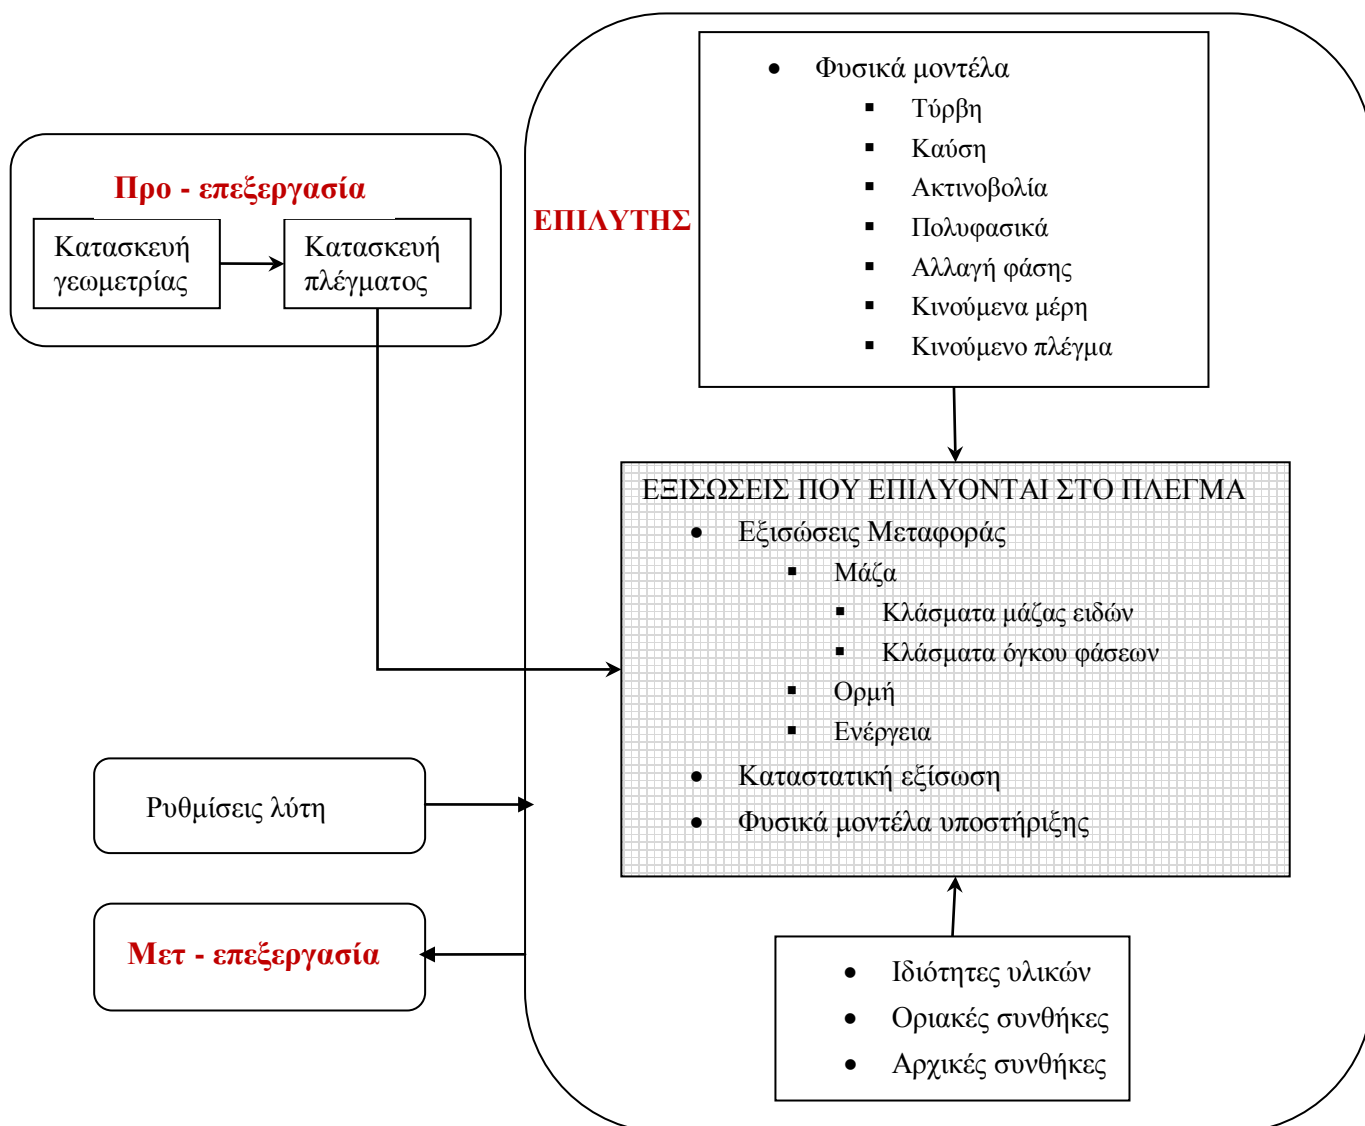 Προ - επεξεργασία
Κατασκευή
γεωμετρίας
Κατασκευή
πλέγματος
ΕΠΙΛΥΤΗΣ
• Φυσικά μοντέλα
▪ Τύρβη
▪ Καύση
▪ Ακτινοβολία
▪ Πολυφασικά
▪ Αλλαγή φάσης
▪ Κινούμενα μέρη
▪ Κινούμενο πλέγμα
ΕΞΙΣΩΣΕΙΣ ΠΟΥ ΕΠΙΛΥΟΝΤΑΙ ΣΤΟ ΠΛΕΓΜΑ
• Εξισώσεις Μεταφοράς
▪ Μάζα
▪ Κλάσματα μάζας ειδών
▪ Κλάσματα όγκου φάσεων
▪ Ορμή
▪ Ενέργεια
• Καταστατική εξίσωση
• Φυσικά μοντέλα υποστήριξης
Ρυθμίσεις λύτη
Μετ - επεξεργασία
• Ιδιότητες υλικών
• Οριακές συνθήκες
• Αρχικές συνθήκες